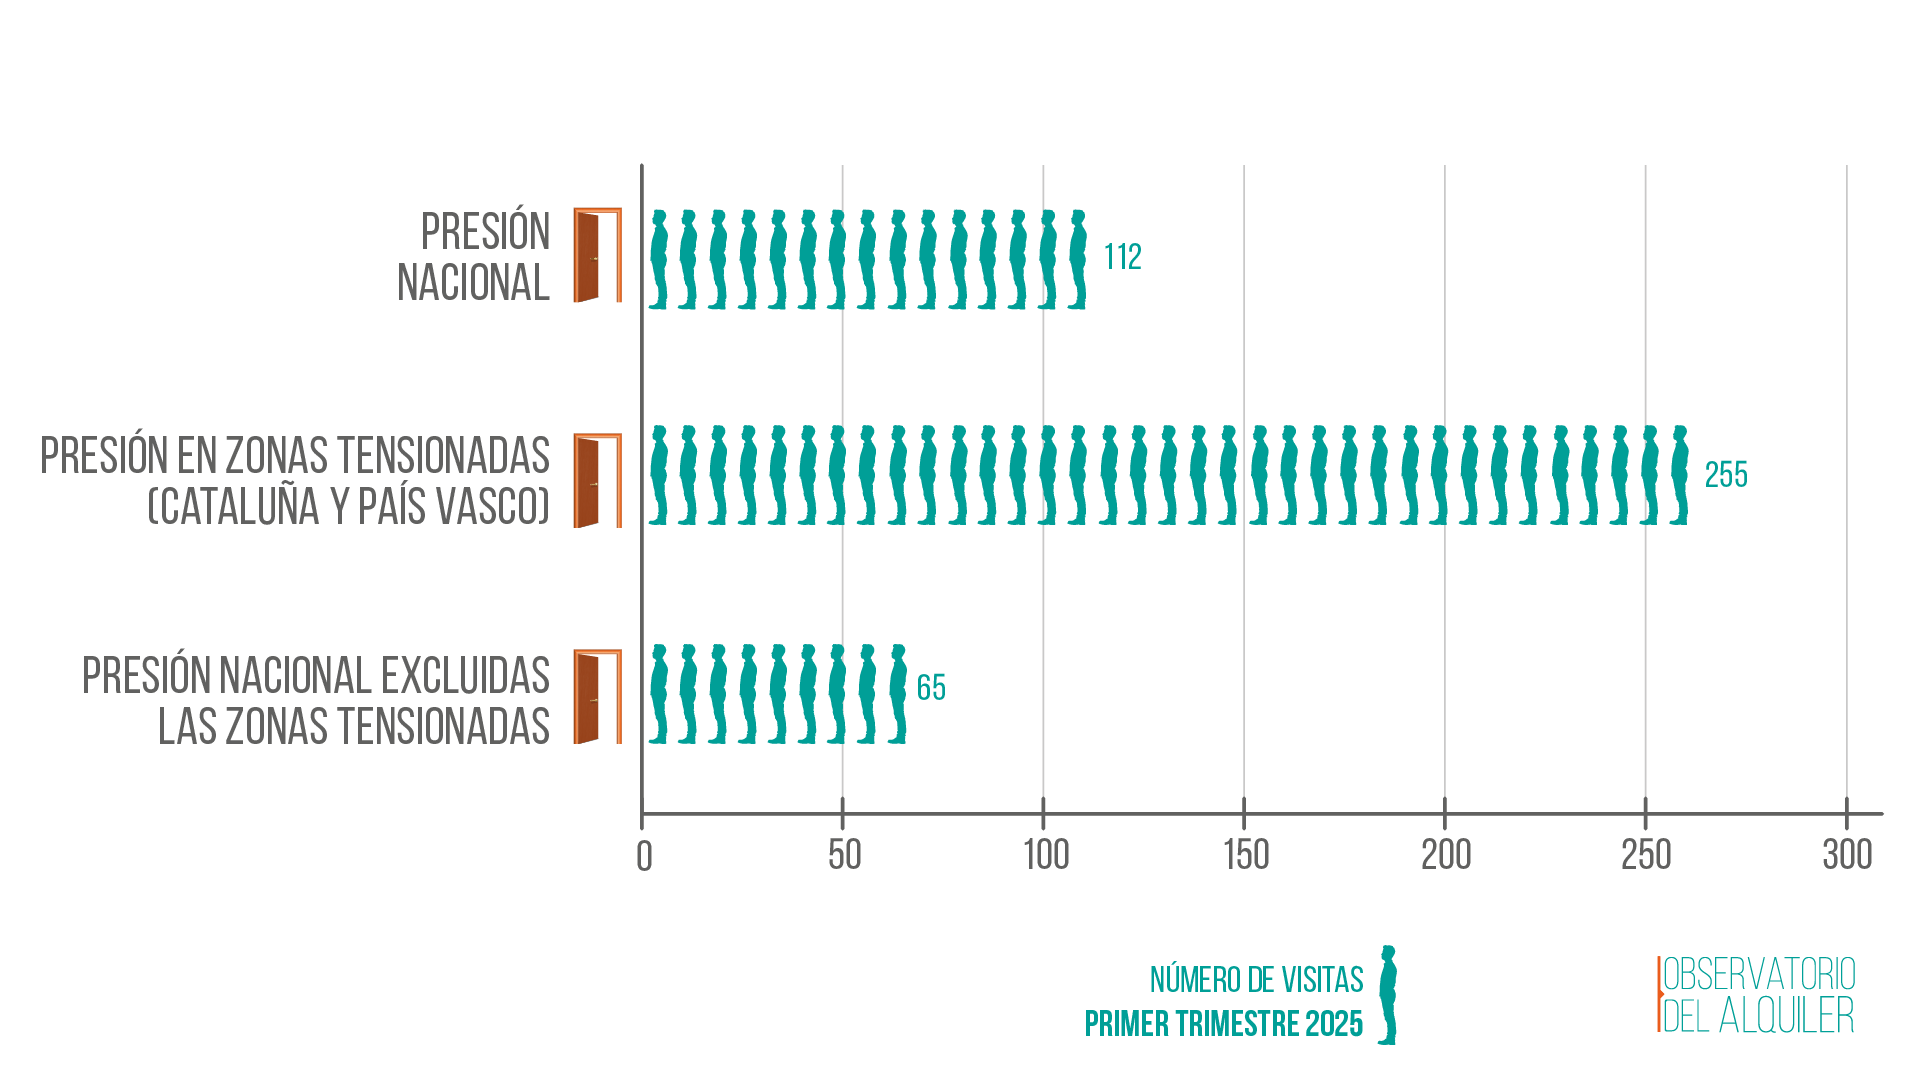 PRESIÓN
NACIONAL
112
PRESIÓN EN ZONAS TENSIONADAS
(CATALUÑA Y PAÍS VASCO)
255
PRESIÓN NACIONAL EXCLUIDAS
LAS ZONAS TENSIONADAS
65
0 50 100 150 200 250 300
NÚMERO DE VISITAS
PRIMER TRIMESTRE 2025
OBSERVATORIO
DEL ALQUILER